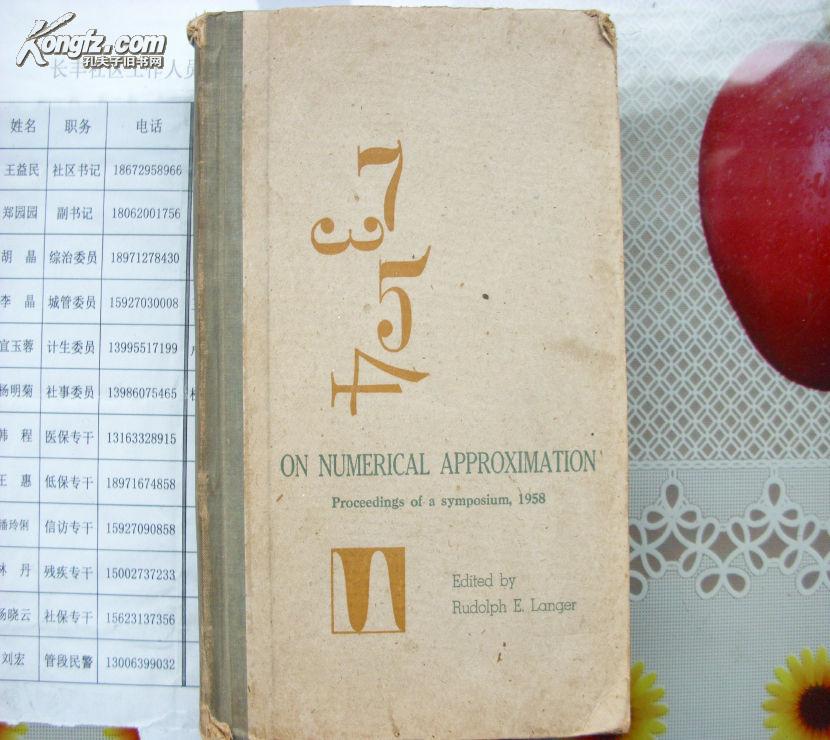 Kongfz.com
孔夫子旧书网
长丰社区工作人员
姓名 职务 电话
王益民 社区书记 18672958966
郑园园 副书记 18062001756
胡 晶 综治委员 18971278430
李 晶 城管委员 15927030008
宜玉蓉 计生委员 13995517199
杨明菊 社事委员 13986075465
韩 程 医保专干 13163328915
王 惠 低保专干 18971674858
潘玲俐 信访专干 15927090858
林 丹 残疾专干 15002737233
杨晓云 社保专干 15623137356
刘宏 管段民警 13006399032
4 5 3 7
ON NUMERICAL APPROXIMATION
Proceedings of a symposium, 1958
Edited by
Rudolph E. Langer